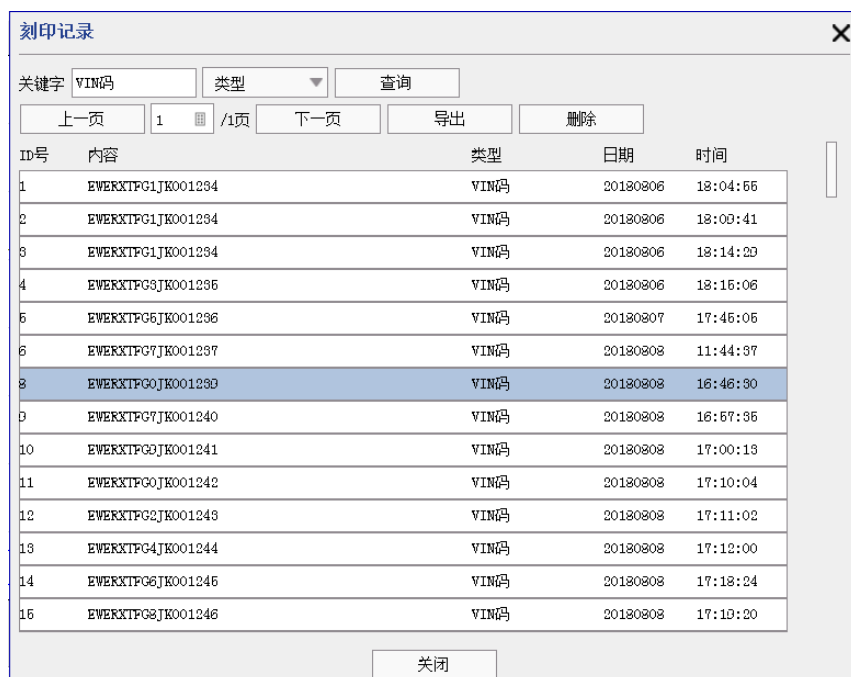 刻印记录
关键字 VIN码 类型 查询
上一页 1 /1页 下一页 导出 删除
ID号 内容 类型 日期 时间
1 EWERXTFG1JK001234 VIN码 20180806 18:04:55
2 EWERXTFG1JK001234 VIN码 20180806 18:09:41
3 EWERXTFG1JK001234 VIN码 20180806 18:14:29
4 EWERXTFG3JK001235 VIN码 20180806 18:15:06
5 EWERXTFG5JK001236 VIN码 20180807 17:45:05
6 EWERXTFG7JK001237 VIN码 20180808 11:44:37
8 EWERXTFG0JK001239 VIN码 20180808 16:46:30
9 EWERXTFG7JK001240 VIN码 20180808 16:57:35
10 EWERXTFG9JK001241 VIN码 20180808 17:00:13
11 EWERXTFG0JK001242 VIN码 20180808 17:10:04
12 EWERXTFG2JK001243 VIN码 20180808 17:11:02
13 EWERXTFG4JK001244 VIN码 20180808 17:12:00
14 EWERXTFG6JK001245 VIN码 20180808 17:18:24
15 EWERXTFG8JK001246 VIN码 20180808 17:19:20
关闭